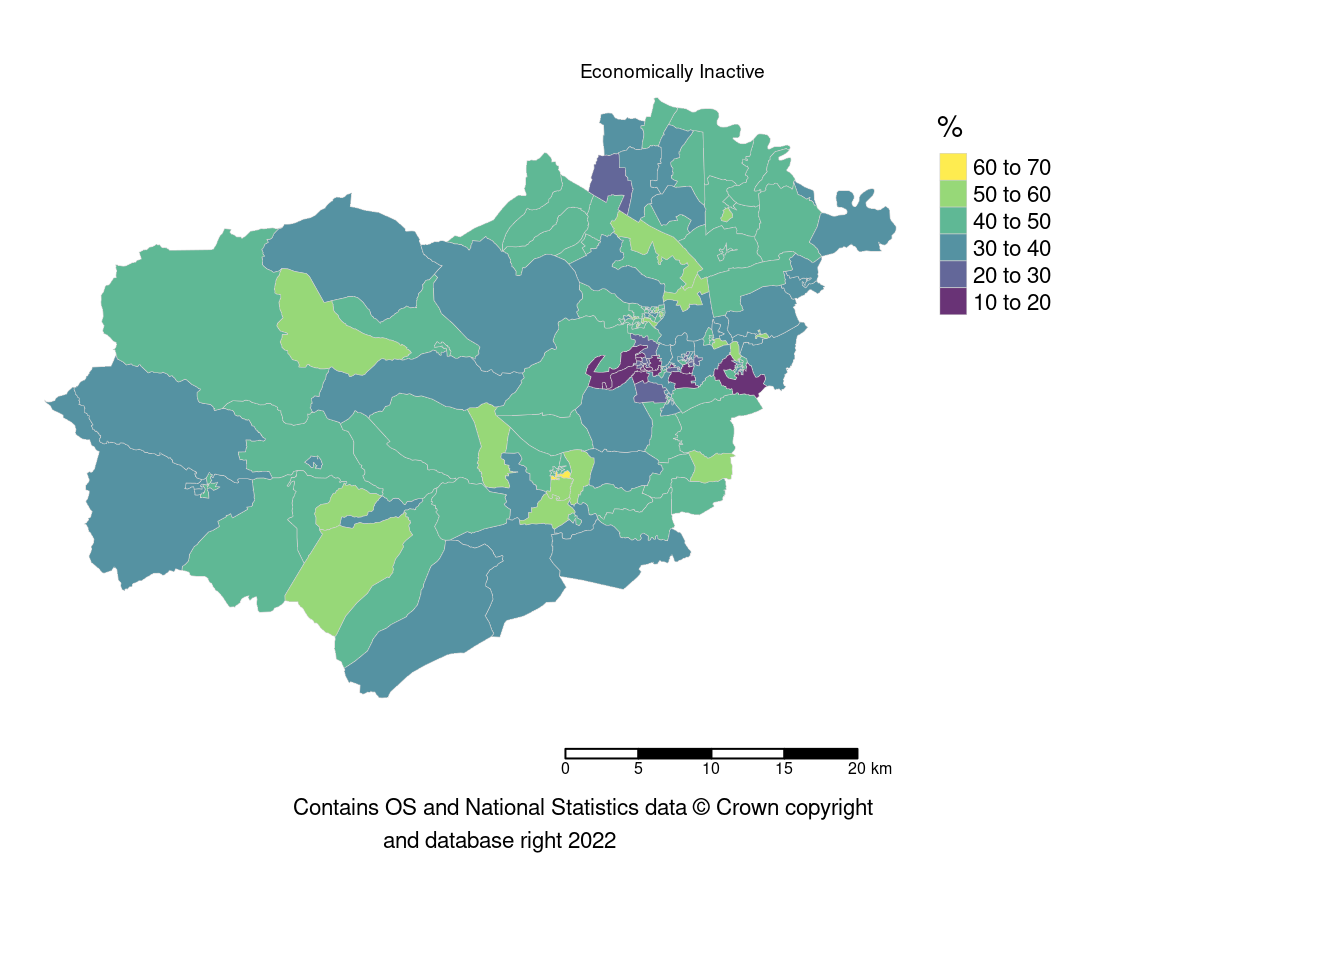 Economically Inactive
%
60 to 70
50 to 60
40 to 50
30 to 40
20 to 30
10 to 20
0 5 10 15 20 km
Contains OS and National Statistics data © Crown copyright
and database right 2022